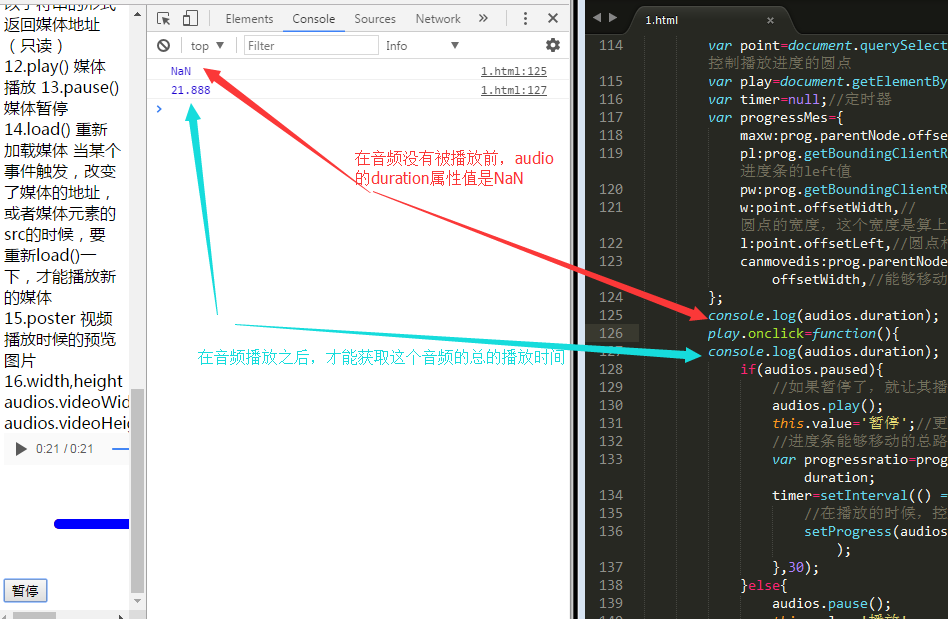 以字符串的形式
返回媒体地址
（只读）
12.play() 媒体
播放 13.pause()
媒体暂停
14.load() 重新
加载媒体 当某个
事件触发，改变
了媒体的地址，
或者媒体元素的
src的时候，要
重新load()一
下，才能播放新
的媒体
15.poster 视频
播放时候的预览
图片
16.width,height
audios.videoWid
audios.videoHeig
0:21 / 0:21
暂停
Elements Console Sources Network
top Filter Info
NaN 1.html:125
21.888 1.html:127
在音频没有被播放前，audio
的duration属性值是NaN
在音频播放之后，才能获取这个音频的总的播放时间
1.html
114 var point=document.querySelect
控制播放进度的圆点
115 var play=document.getElementBy
116 var timer=null;//定时器
117 var progressMes={
118 maxw:prog.parentNode.offse
119 pl:prog.getBoundingClientR
进度条的left值
120 pw:prog.getBoundingClientR
121 w:point.offsetWidth,//
圆点的宽度，这个宽度是算上
122 l:point.offsetLeft,//圆点相
123 canmovedis:prog.parentNode
offsetWidth,//能够移动
124 };
125 console.log(audios.duration);
126 play.onclick=function(){
127 console.log(audios.duration);
128 if(audios.paused){
129 //如果暂停了，就让其播
130 audios.play();
131 this.value='暂停';//更
132 //进度条能够移动的总路
133 var progressratio=prog
duration;
134 timer=setInterval(() =
135 //在播放的时候，控
136 setProgress(audios
);
137 },30);
138 }else{
139 audios.pause();